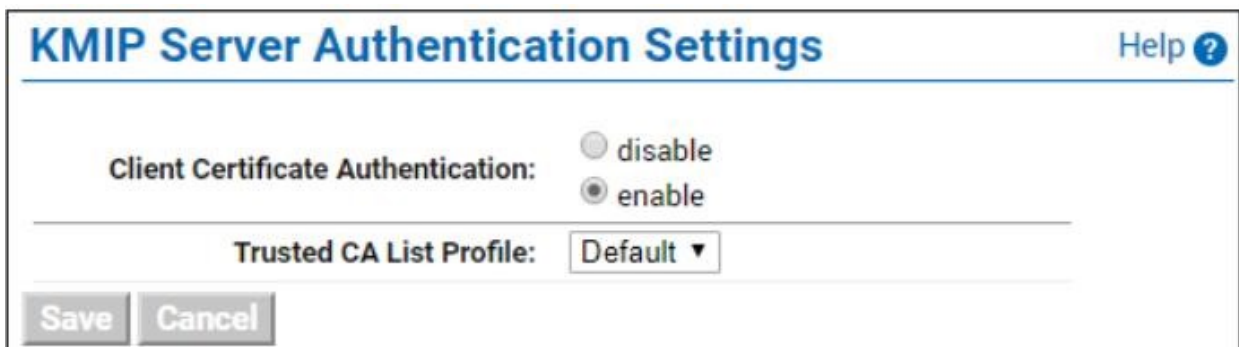 KMIP Server Authentication Settings Help ?
Client Certificate Authentication: disable
enable
Trusted CA List Profile: Default
Save Cancel